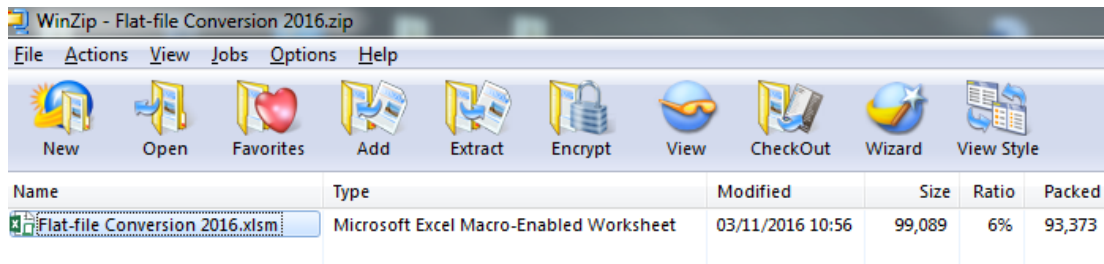 WinZip - Flat-file Conversion 2016.zip
File Actions View Jobs Options Help
New Open Favorites Add Extract Encrypt View CheckOut Wizard View Style
Name Type Modified Size Ratio Packed
Flat-file Conversion 2016.xlsm Microsoft Excel Macro-Enabled Worksheet 03/11/2016 10:56 99,089 6% 93,373